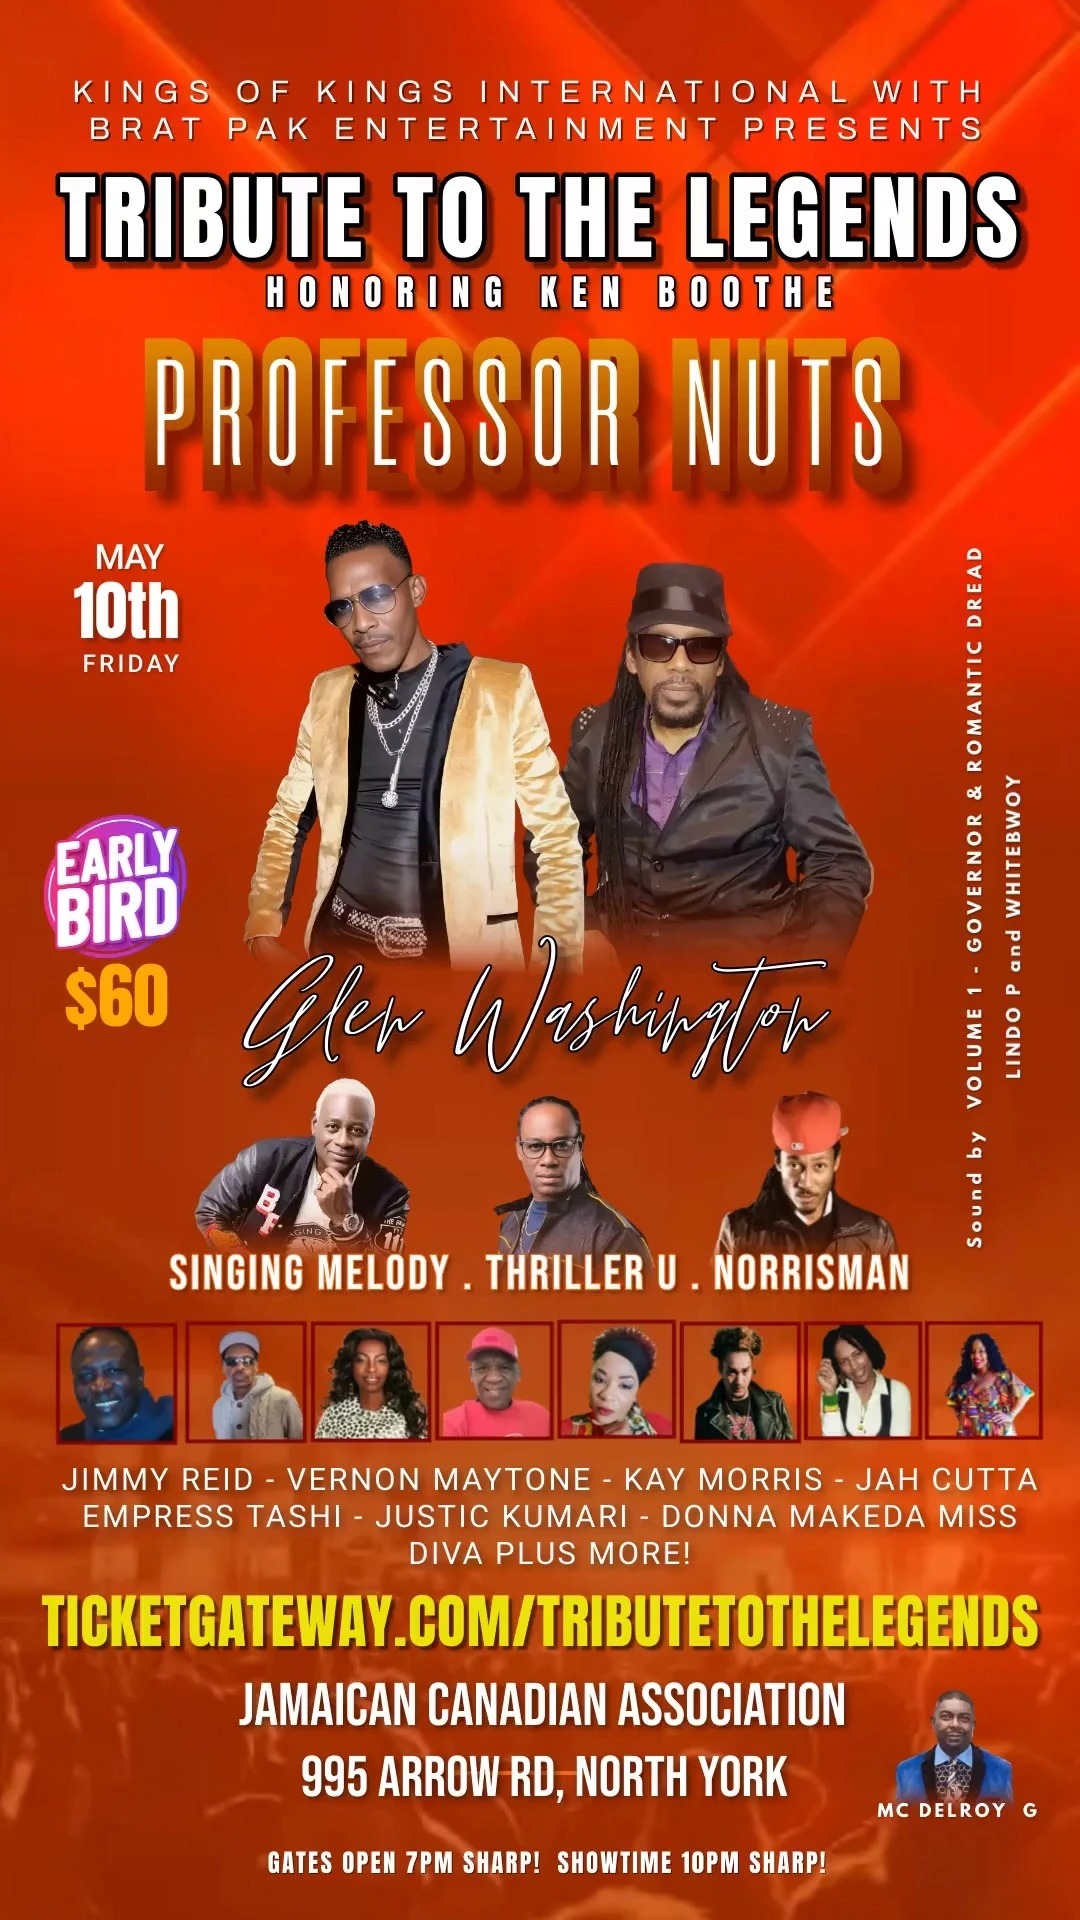 KINGS OF KINGS INTERNATIONAL WITH
BRAT PAK ENTERTAINMENT PRESENTS
TRIBUTE TO THE LEGENDS
HONORING KEN BOOTHE
PROFESSOR NUTS
MAY
10th
FRIDAY
EARLY
BIRD
$60
Glen Washington
Sound by VOLUME 1 - GOVERNOR & ROMANTIC DREAD
LINDO P and WHITEBWOY
SINGING MELODY . THRILLER U . NORRISMAN
JIMMY REID - VERNON MAYTONE - KAY MORRIS - JAH CUTTA
EMPRESS TASHI - JUSTIC KUMARI - DONNA MAKEDA MISS
DIVA PLUS MORE!
TICKETGATEWAY.COM/TRIBUTETOTHELEGENDS
JAMAICAN CANADIAN ASSOCIATION
995 ARROW RD, NORTH YORK
MC DELROY G
GATES OPEN 7PM SHARP! SHOWTIME 10PM SHARP!